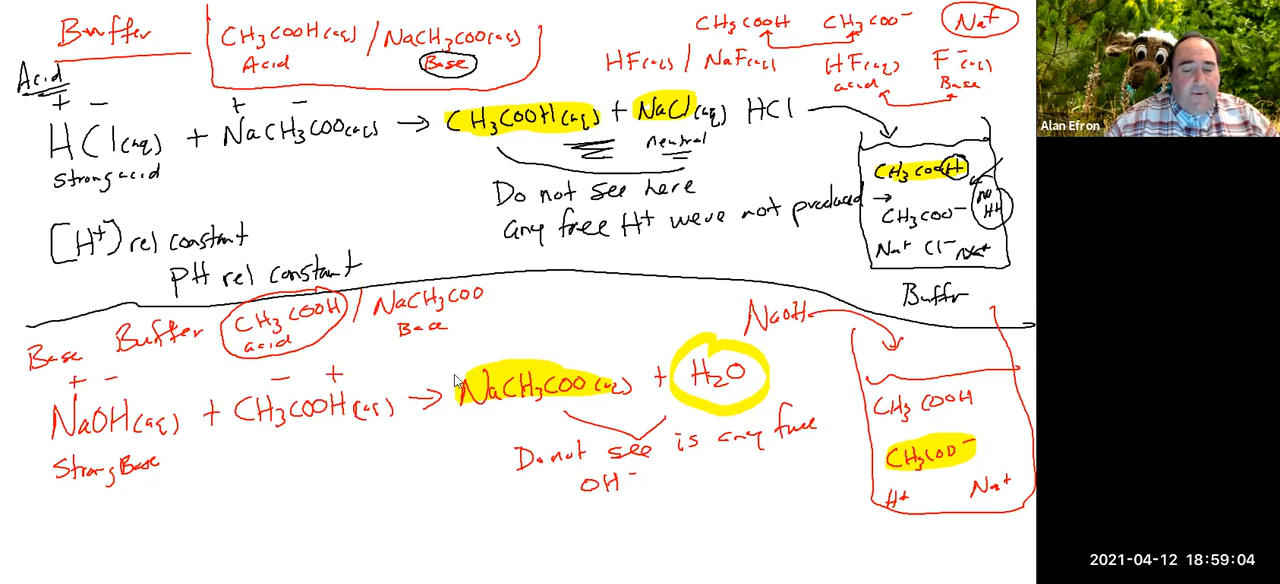 Buffer
CH3COOH(aq) / NaCH3COO(aq)
Acid Base
CH3COOH CH3COO- Na+
HF(aq) / NaF(aq) HF(aq) F-(aq)
acid Base
Acid
+ - + -
HCl(aq) + NaCH3COO(aq) → CH3COOH(aq) + NaCl(aq) HCl
Strong acid
neutral
Do not see here
any free H+ were not produced →
CH3COOH
CH3COO- no H+
Na+ Cl- Na+
Buffer
[H+] rel constant
PH rel constant
Base Buffer CH3COOH / NaCH3COO
acid Base
NaOH
+ - - +
NaOH(aq) + CH3COOH(aq) → NaCH3COO(aq) + H2O
Strong Base
Do not see is any free
OH-
CH3COOH
CH3COO-
H+ Na+
Alan Efron
2021-04-12 18:59:04